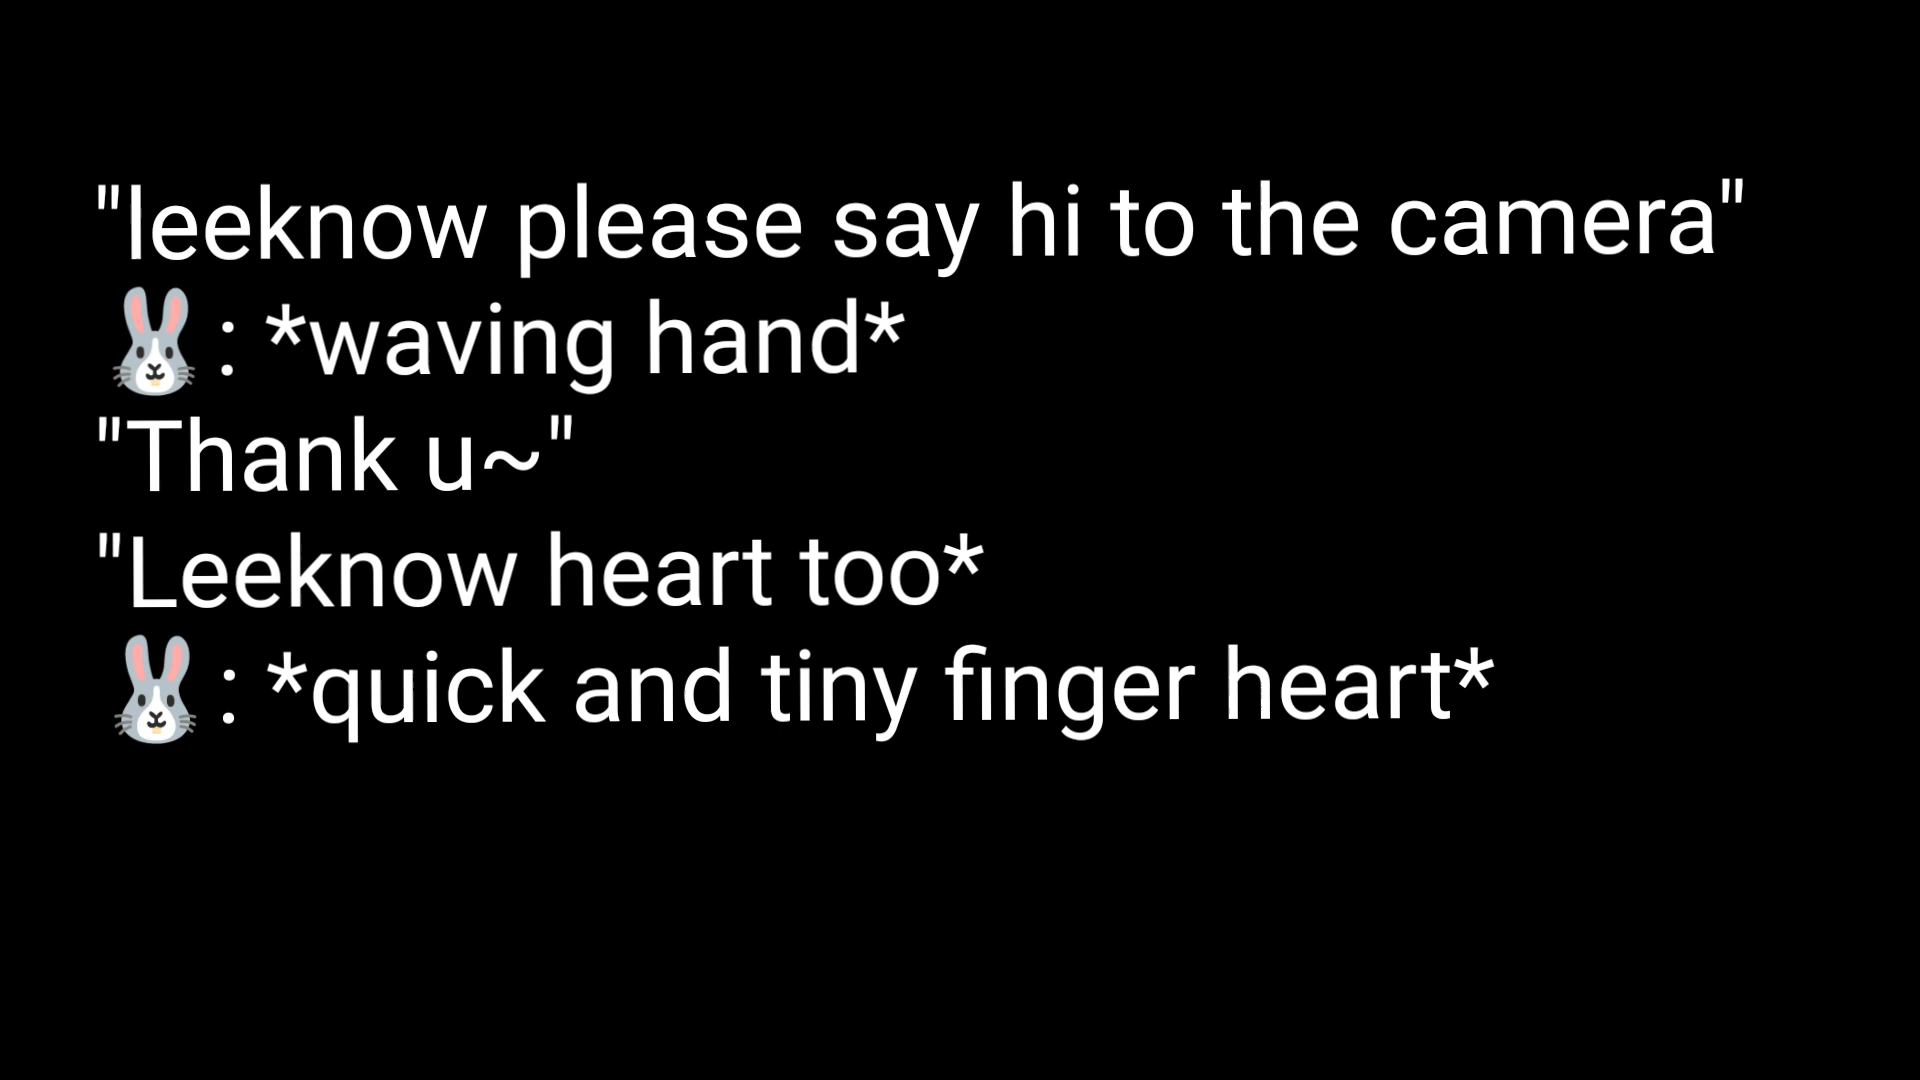 "leeknow please say hi to the camera"
🐰: *waving hand*
"Thank u~"
"Leeknow heart too*
🐰: *quick and tiny finger heart*